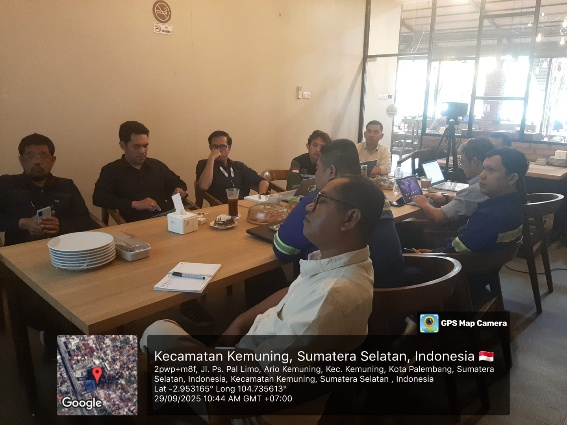 GPS Map Camera
Kecamatan Kemuning, Sumatera Selatan, Indonesia 🇮🇩
2pwp+m8f, Jl. Ps. Pal Limo, Ario Kemuning, Kec. Kemuning, Kota Palembang, Sumatera
Selatan, Indonesia, Kecamatan Kemuning, Sumatera Selatan , Indonesia
Lat -2.953165° Long 104.735613°
29/09/2025 10:44 AM GMT +07:00
Google